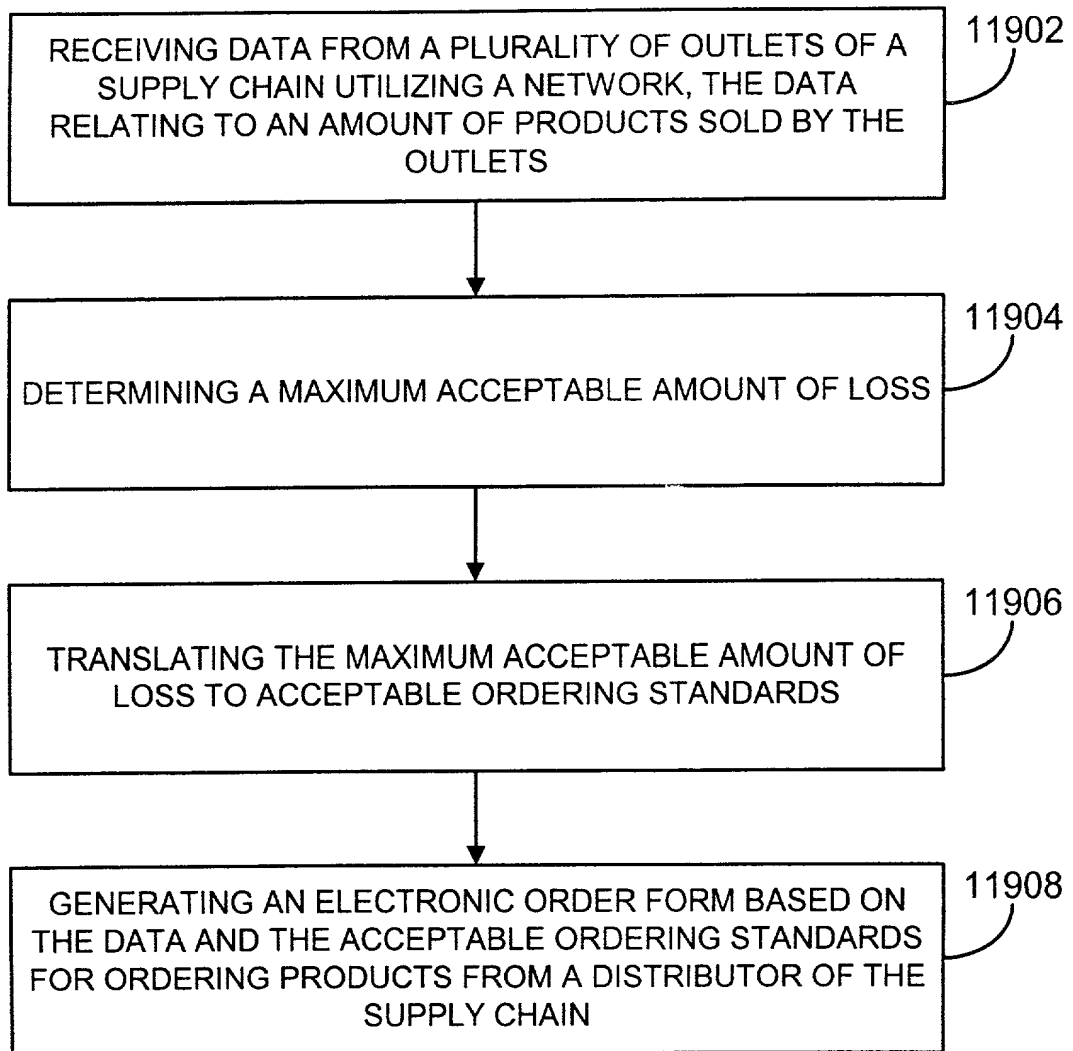 RECEIVING DATA FROM A PLURALITY OF OUTLETS OF A
SUPPLY CHAIN UTILIZING A NETWORK, THE DATA
RELATING TO AN AMOUNT OF PRODUCTS SOLD BY THE
OUTLETS
11902
DETERMINING A MAXIMUM ACCEPTABLE AMOUNT OF LOSS
11904
TRANSLATING THE MAXIMUM ACCEPTABLE AMOUNT OF
LOSS TO ACCEPTABLE ORDERING STANDARDS
11906
GENERATING AN ELECTRONIC ORDER FORM BASED ON
THE DATA AND THE ACCEPTABLE ORDERING STANDARDS
FOR ORDERING PRODUCTS FROM A DISTRIBUTOR OF THE
SUPPLY CHAIN
11908